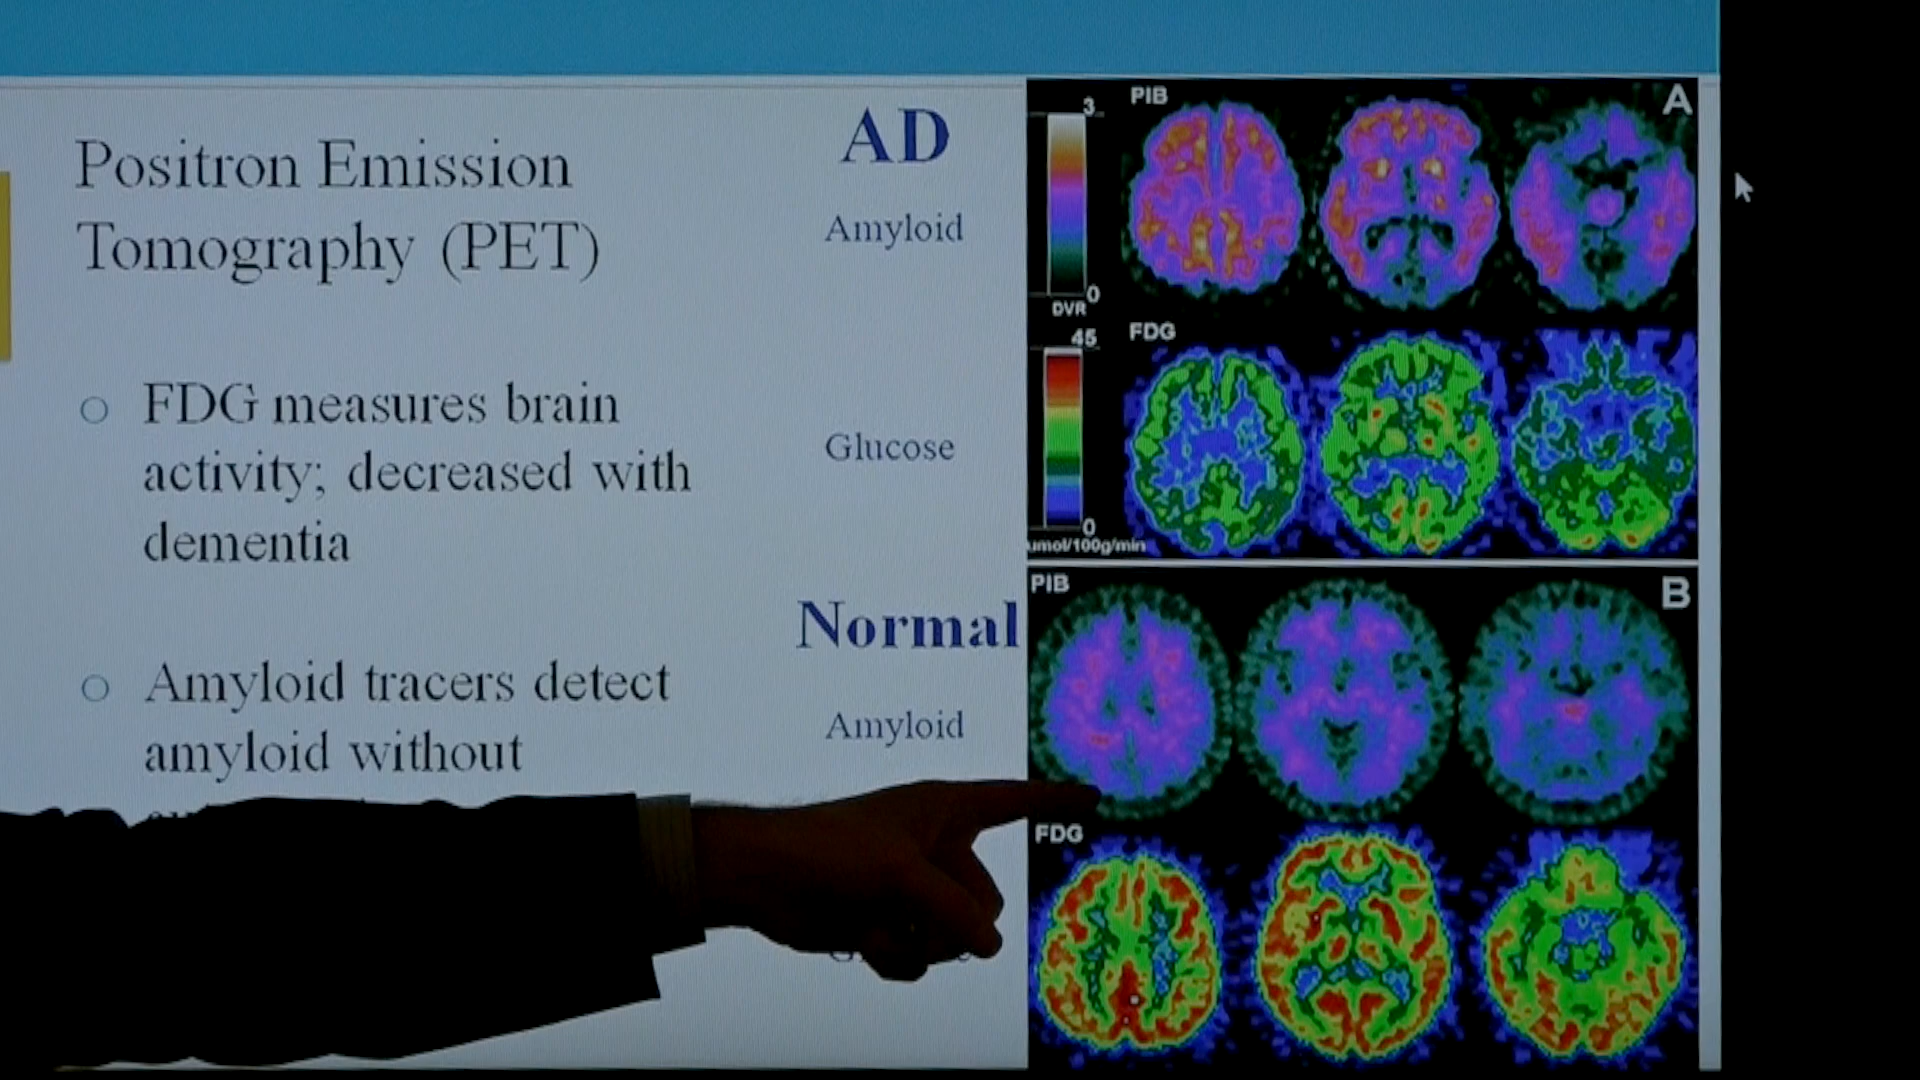 Positron Emission
Tomography (PET)
FDG measures brain
activity; decreased with
dementia
Amyloid tracers detect
amyloid without
AD
Amyloid
Glucose
Normal
Amyloid
PIB
A
3
0
DVR
FDG
45
0
umol/100g/min
PIB
B
FDG